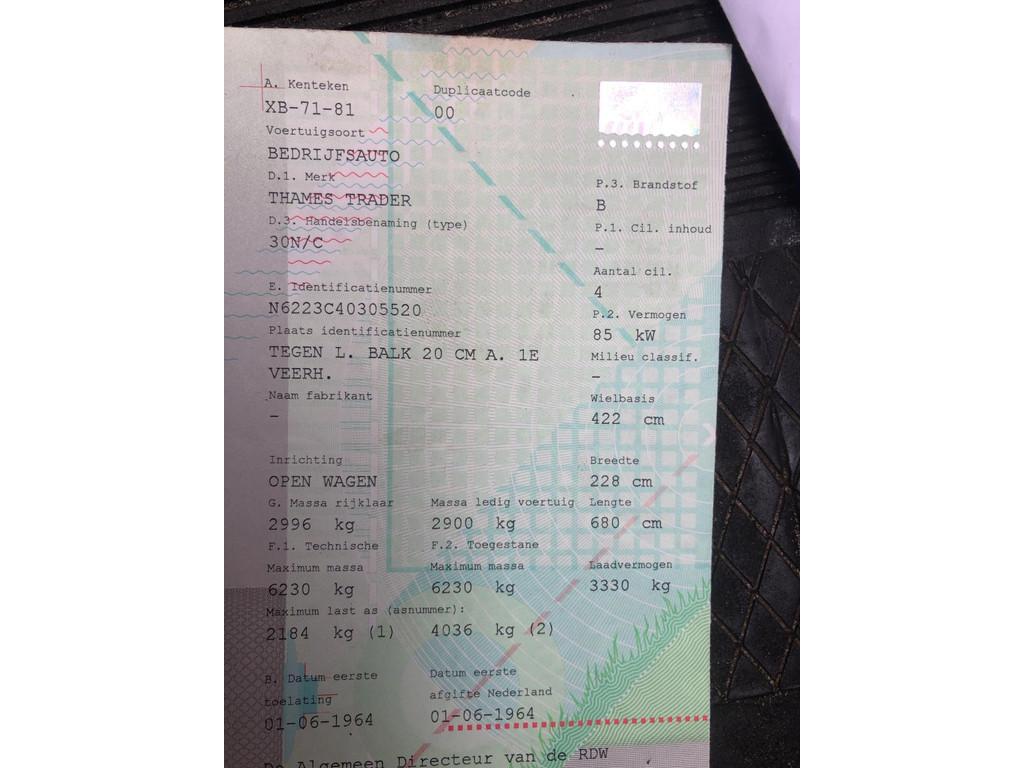 A. Kenteken Duplicaatcode
XB-71-81 00
Voertuigsoort
BEDRIJFSAUTO
D.1. Merk P.3. Brandstof
THAMES TRADER B
D.3. Handelsbenaming (type) P.1. Cil. inhoud
30N/C -
Aantal cil.
E. Identificatienummer 4
N6223C40305520 P.2. Vermogen
Plaats identificatienummer 85 kW
TEGEN L. BALK 20 CM A. 1E Milieu classif.
VEERH. -
Naam fabrikant Wielbasis
- 422 cm
Inrichting Breedte
OPEN WAGEN 228 cm
G. Massa rijklaar Massa ledig voertuig Lengte
2996 kg 2900 kg 680 cm
F.1. Technische F.2. Toegestane
Maximum massa Maximum massa Laadvermogen
6230 kg 6230 kg 3330 kg
Maximum last as (asnummer):
2184 kg (1) 4036 kg (2)
B. Datum eerste Datum eerste
toelating afgifte Nederland
01-06-1964 01-06-1964
De Algemeen Directeur van de RDW